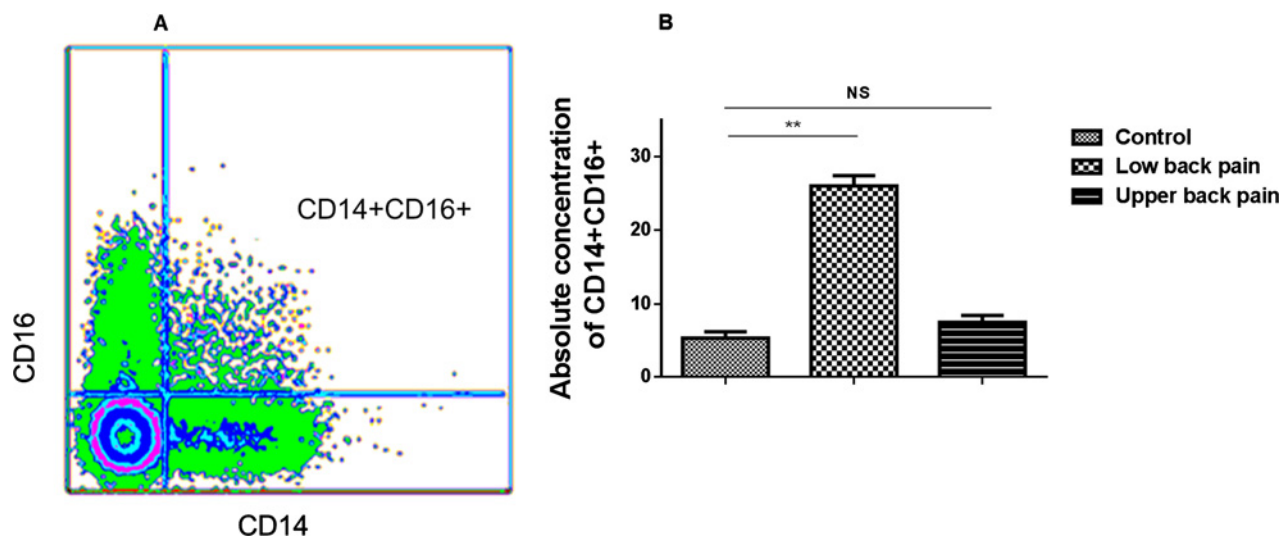 A
CD14+CD16+
CD16
CD14
B
NS
**
Absolute concentration
of CD14+CD16+
30
20
10
0
Control
Low back pain
Upper back pain